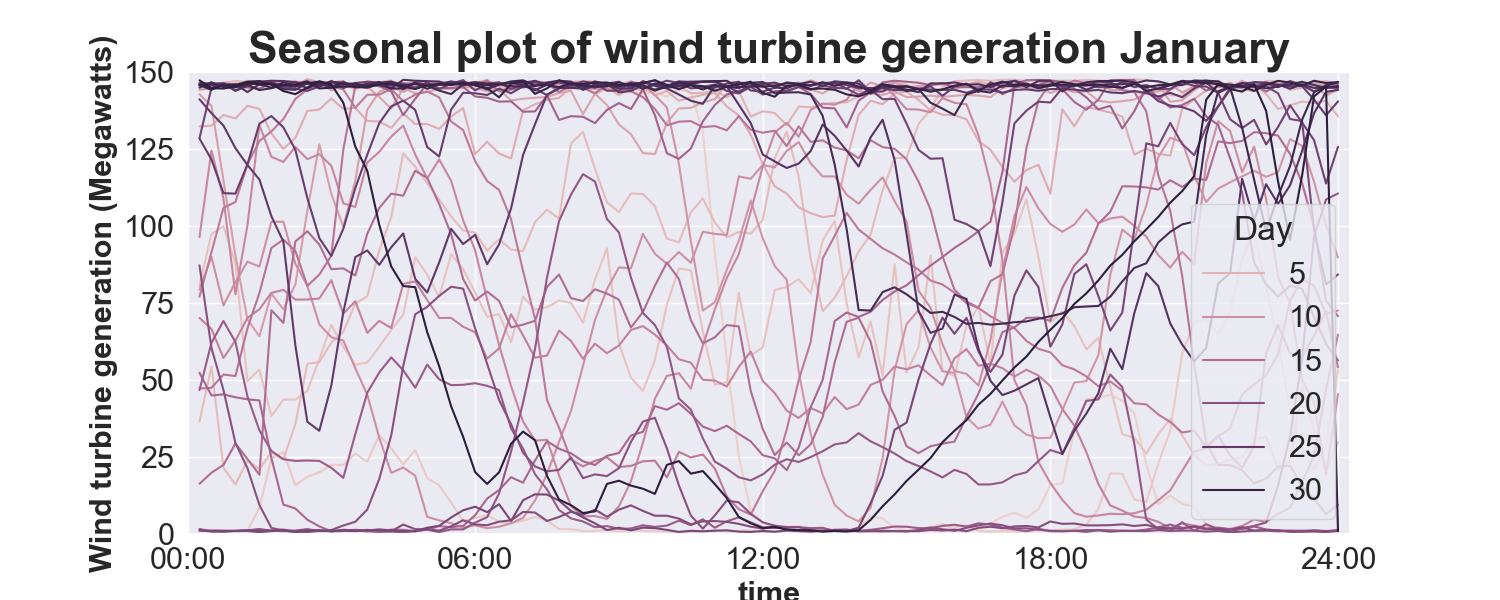 Seasonal plot of wind turbine generation January
Wind turbine generation (Megawatts)
150
125
100
75
50
25
0
00:00 06:00 12:00 18:00 24:00
time
Day
5
10
15
20
25
30